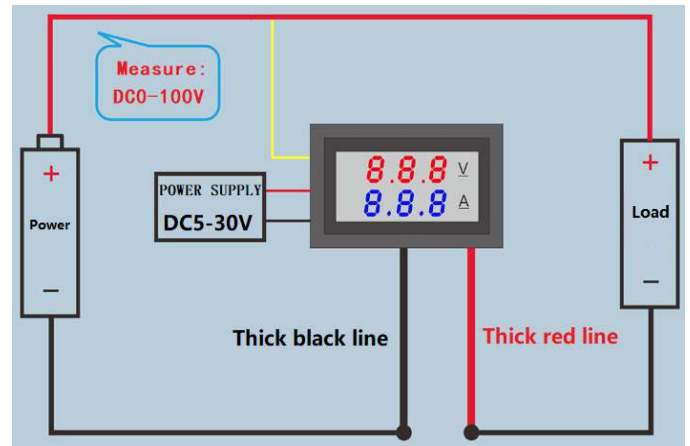 Measure:
DC0-100V
+
Power
−
POWER SUPPLY
DC5-30V
8.8.8 V
8.8.8 A
+
Load
−
Thick black line
Thick red line